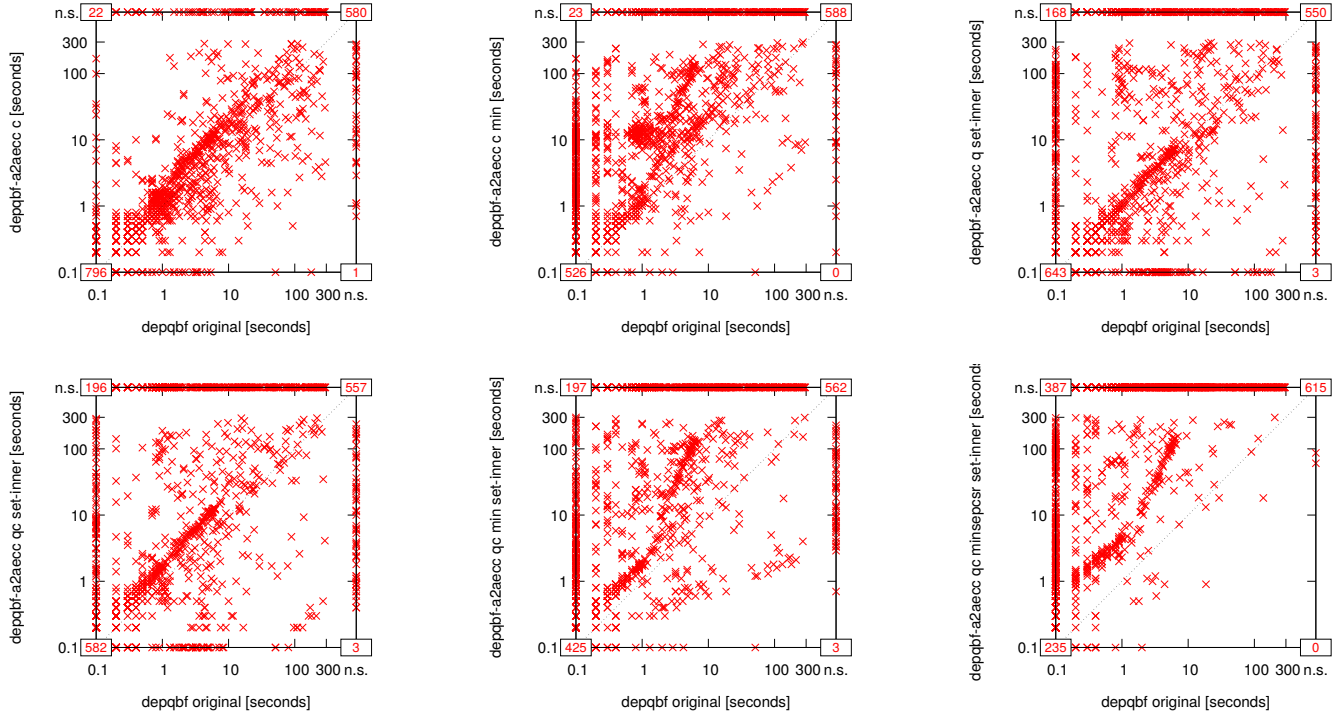 n.s. 22 580
300
100
10
1
0.1 796 1
0.1 1 10 100 300 n.s.
depqbf original [seconds]
depqbf-a2aecc c [seconds]
n.s. 23 588
300
100
10
1
0.1 526 0
0.1 1 10 100 300 n.s.
depqbf original [seconds]
depqbf-a2aecc c min [seconds]
n.s. 168 550
300
100
10
1
0.1 643 3
0.1 1 10 100 300 n.s.
depqbf original [seconds]
depqbf-a2aecc q set-inner [seconds]
n.s. 196 557
300
100
10
1
0.1 582 3
0.1 1 10 100 300 n.s.
depqbf original [seconds]
depqbf-a2aecc qc set-inner [seconds]
n.s. 197 562
300
100
10
1
0.1 425 3
0.1 1 10 100 300 n.s.
depqbf original [seconds]
depqbf-a2aecc qc min set-inner [seconds]
n.s. 387 615
300
100
10
1
0.1 235 0
0.1 1 10 100 300 n.s.
depqbf original [seconds]
depqbf-a2aecc qc minsepcsr set-inner [second